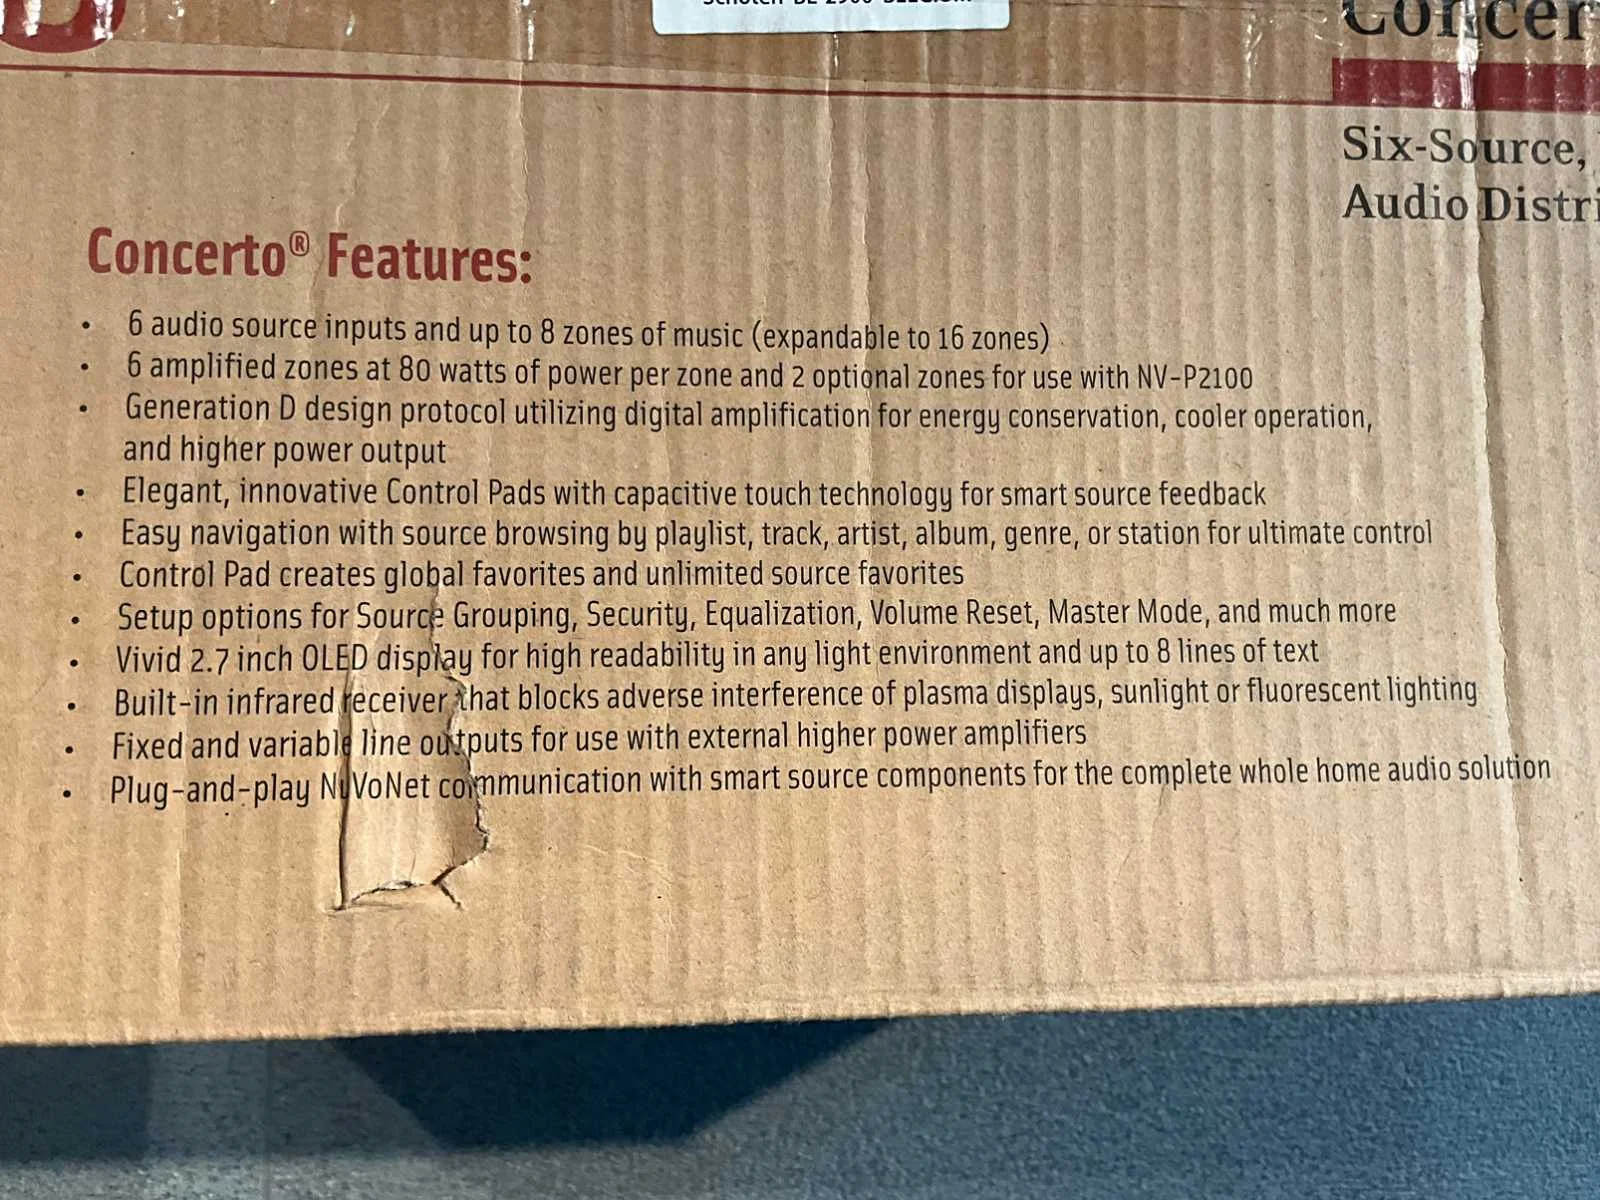 Schoten BE-2900 BELGIUM
Concer
Six-Source,
Audio Distri
Concerto® Features:
• 6 audio source inputs and up to 8 zones of music (expandable to 16 zones)
• 6 amplified zones at 80 watts of power per zone and 2 optional zones for use with NV-P2100
• Generation D design protocol utilizing digital amplification for energy conservation, cooler operation,
and higher power output
• Elegant, innovative Control Pads with capacitive touch technology for smart source feedback
• Easy navigation with source browsing by playlist, track, artist, album, genre, or station for ultimate control
• Control Pad creates global favorites and unlimited source favorites
• Setup options for Source Grouping, Security, Equalization, Volume Reset, Master Mode, and much more
• Vivid 2.7 inch OLED display for high readability in any light environment and up to 8 lines of text
• Built-in infrared receiver that blocks adverse interference of plasma displays, sunlight or fluorescent lighting
• Fixed and variable line outputs for use with external higher power amplifiers
• Plug-and-play NuVoNet communication with smart source components for the complete whole home audio solution